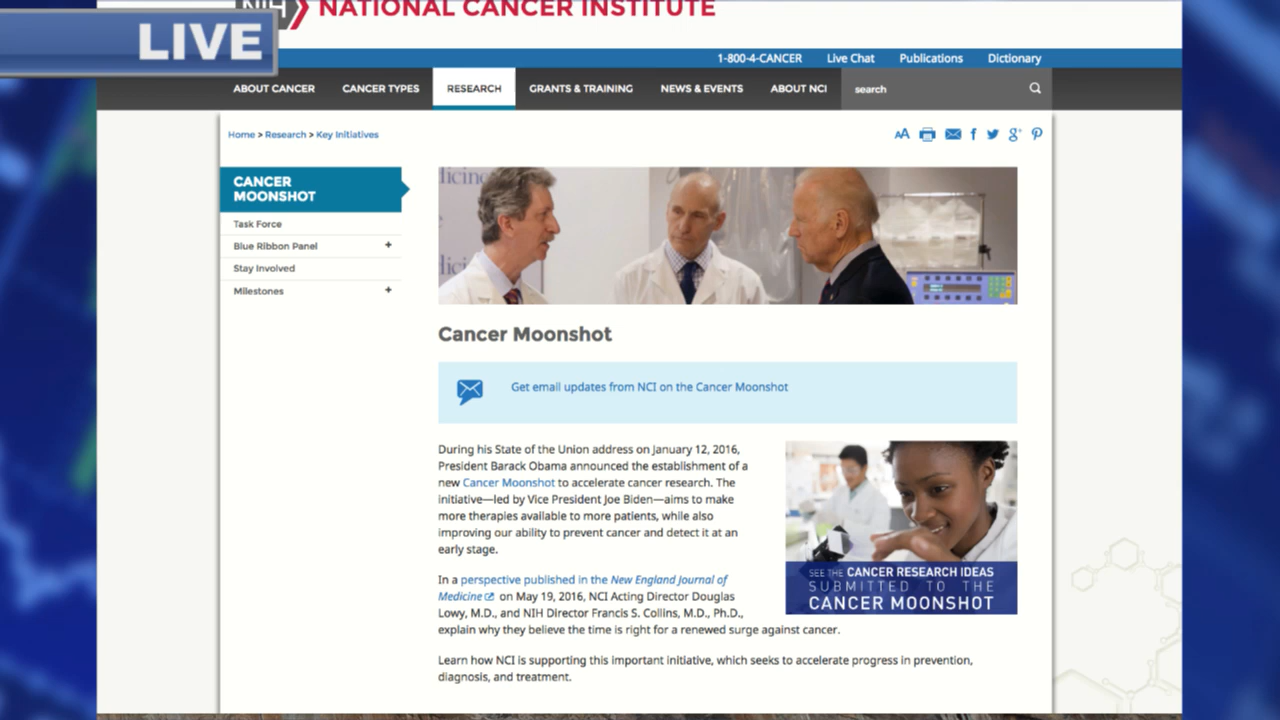 NIH NATIONAL CANCER INSTITUTE
LIVE
1-800-4-CANCER Live Chat Publications Dictionary
ABOUT CANCER CANCER TYPES RESEARCH GRANTS & TRAINING NEWS & EVENTS ABOUT NCI search
Home > Research > Key Initiatives
AA f g+
CANCER
MOONSHOT
Task Force
Blue Ribbon Panel +
Stay Involved
Milestones +
licine
dici
Cancer Moonshot
Get email updates from NCI on the Cancer Moonshot
During his State of the Union address on January 12, 2016,
President Barack Obama announced the establishment of a
new Cancer Moonshot to accelerate cancer research. The
initiative—led by Vice President Joe Biden—aims to make
more therapies available to more patients, while also
improving our ability to prevent cancer and detect it at an
early stage.
SEE THE CANCER RESEARCH IDEAS
SUBMITTED TO THE
CANCER MOONSHOT
In a perspective published in the New England Journal of
Medicine on May 19, 2016, NCI Acting Director Douglas
Lowy, M.D., and NIH Director Francis S. Collins, M.D., Ph.D.,
explain why they believe the time is right for a renewed surge against cancer.
Learn how NCI is supporting this important initiative, which seeks to accelerate progress in prevention,
diagnosis, and treatment.